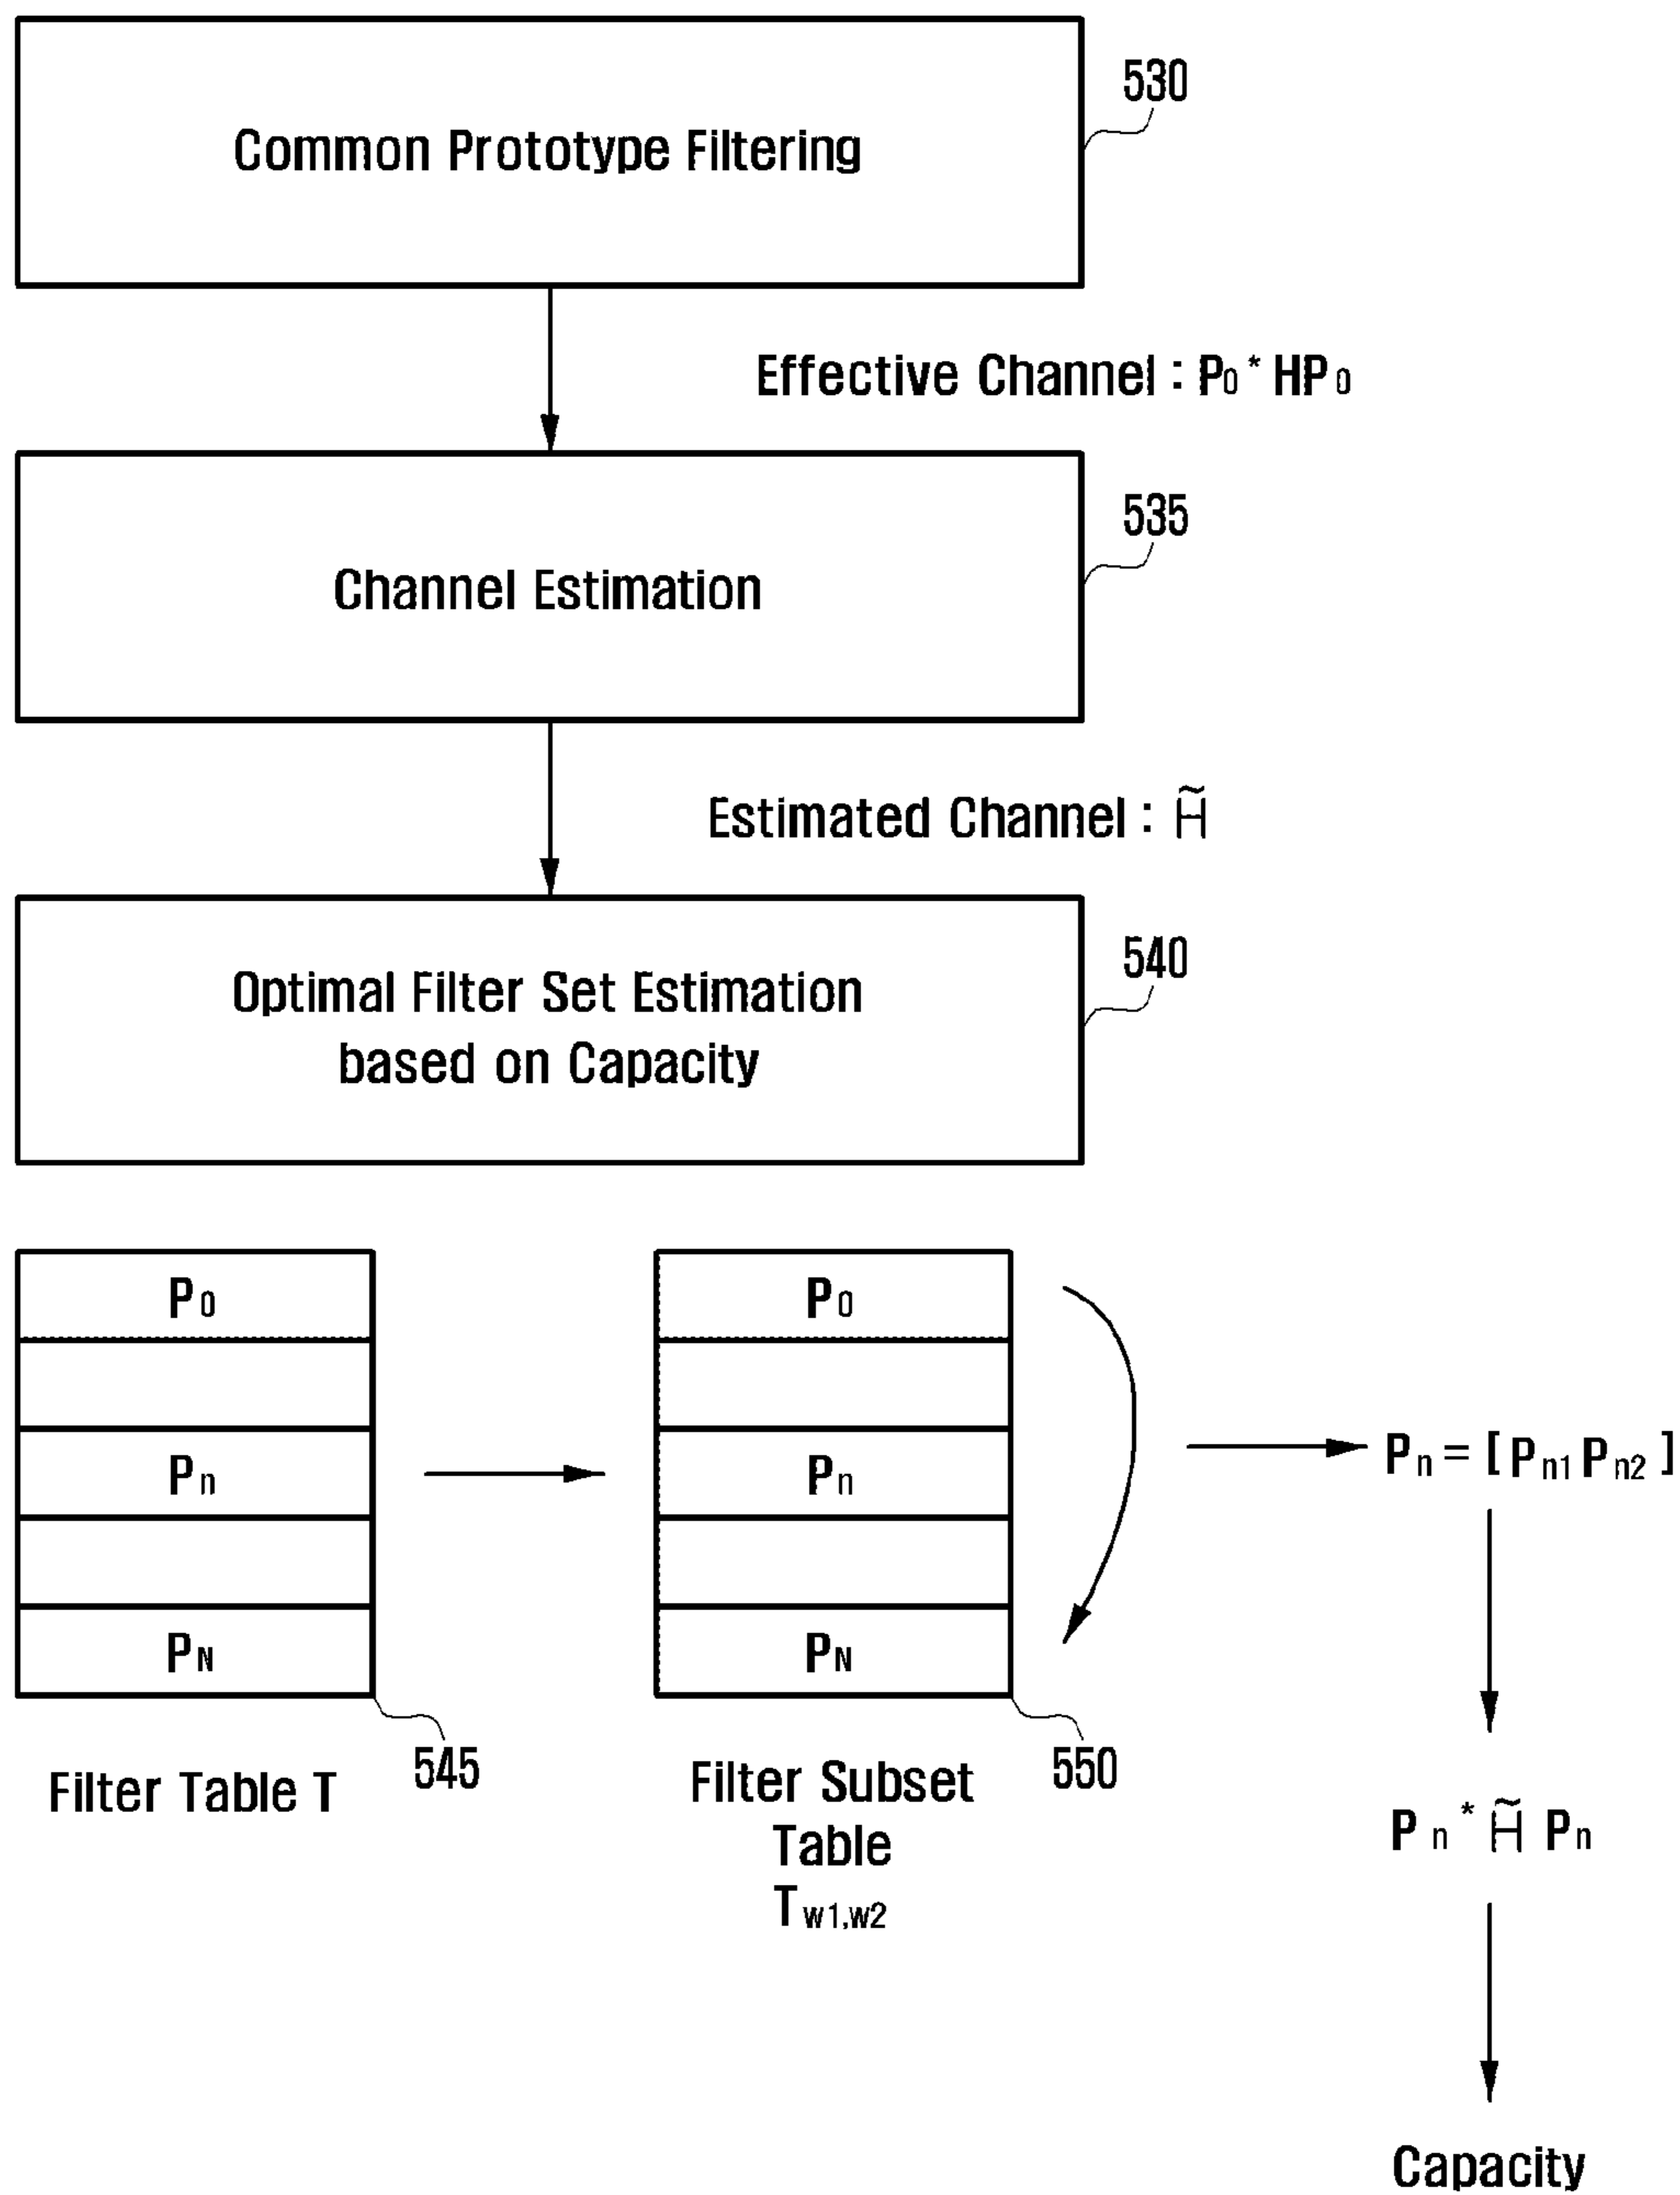 530
Common Prototype Filtering
Effective Channel : P0 * HP0
535
Channel Estimation
Estimated Channel : H̃
540
Optimal Filter Set Estimation
based on Capacity
P0
Pn
PN
545
Filter Table T
P0
Pn
PN
550
Filter Subset
Table
Tw1,w2
Pn = [ Pn1 Pn2 ]
Pn * H̃ Pn
Capacity